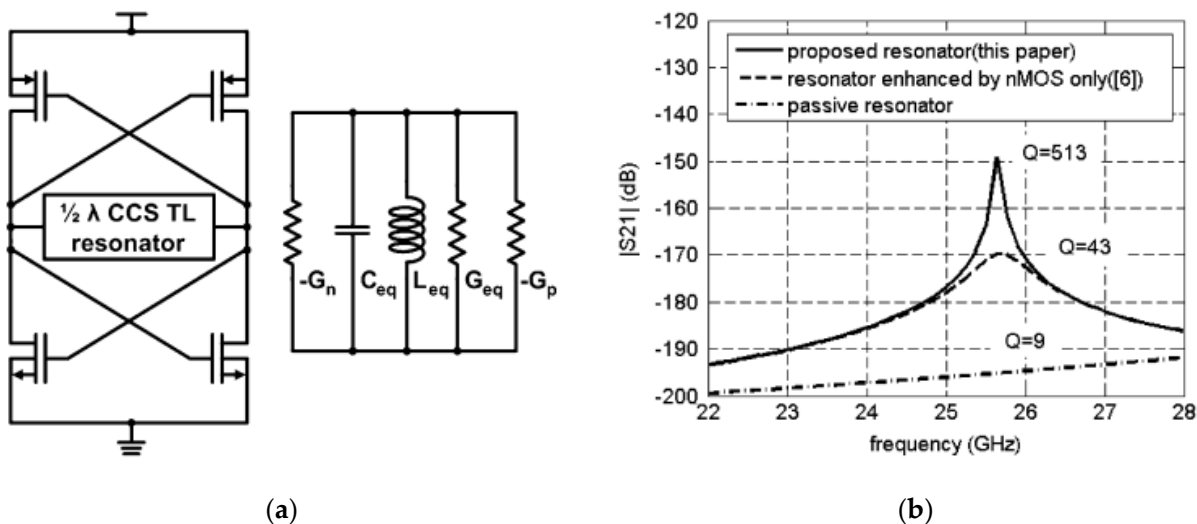 ½ λ CCS TL
resonator
-Gn
Ceq
Leq
Geq
-Gp
(a)
|S21| (dB)
-120
-130
-140
-150
-160
-170
-180
-190
-200
proposed resonator(this paper)
resonator enhanced by nMOS only([6])
passive resonator
Q=513
Q=43
Q=9
22
23
24
25
26
27
28
frequency (GHz)
(b)